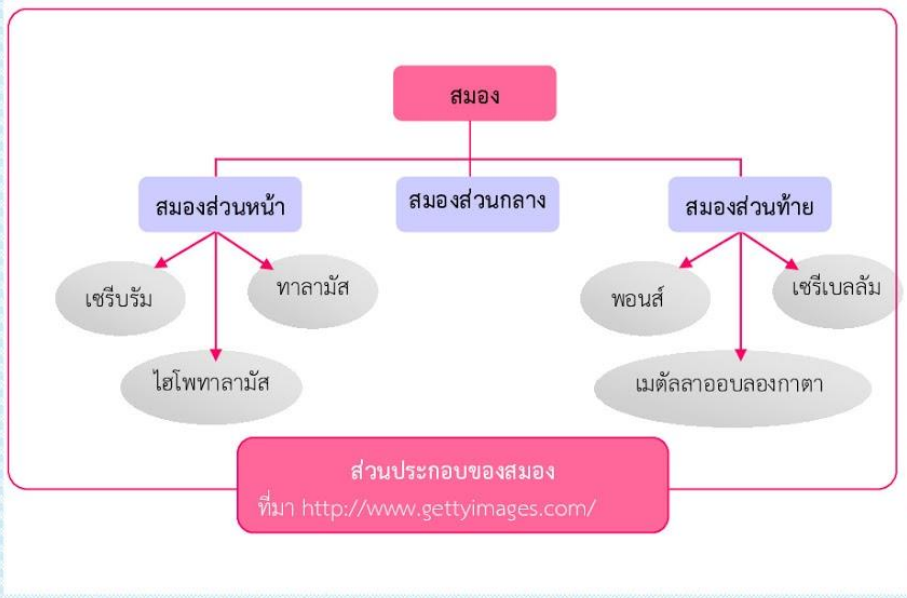 สมอง
สมองส่วนหน้า
สมองส่วนกลาง
สมองส่วนท้าย
เซรีบรัม
ทาลามัส
ไฮโพทาลามัส
พอนส์
เซรีเบลลัม
เมตัลลาออบลองกาตา
ส่วนประกอบของสมอง
ที่มา http://www.gettyimages.com/